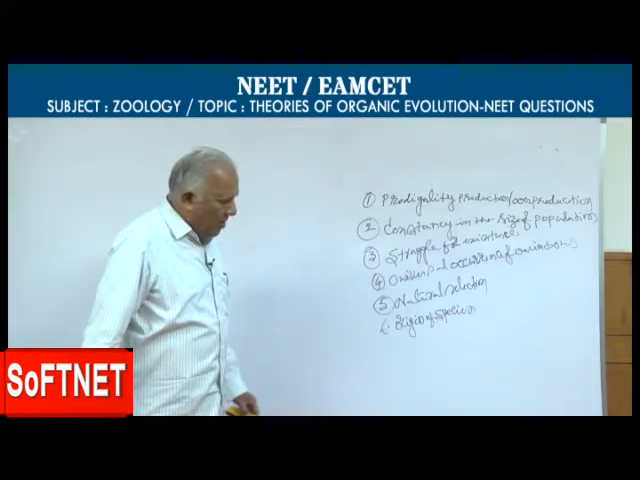 NEET / EAMCET
SUBJECT : ZOOLOGY / TOPIC : THEORIES OF ORGANIC EVOLUTION-NEET QUESTIONS
① Prodigality production/overproduction
② Constancy in the size of population
③ Struggle for existence
④ Universal occurrence of variations
⑤ Natural selection
6. Origin of Species
SoFTNET